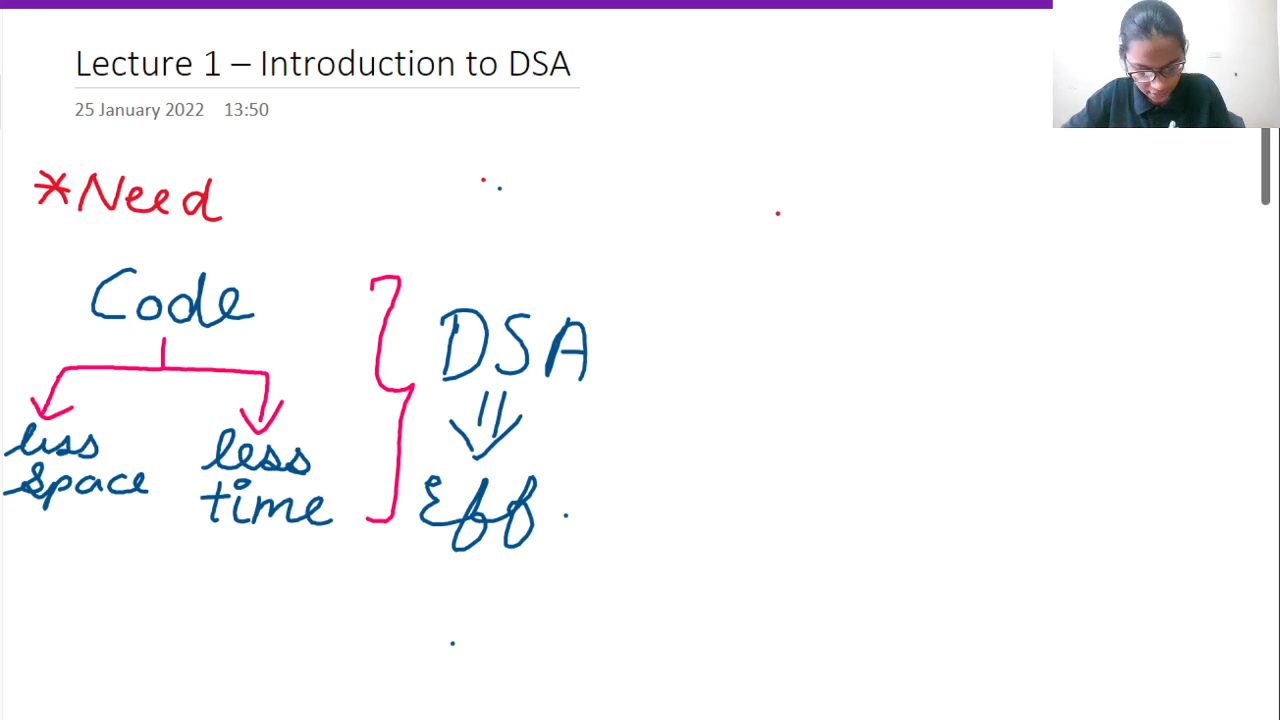 Lecture 1 – Introduction to DSA
25 January 2022 13:50
*Need
Code
less space
less time
DSA
Eff.